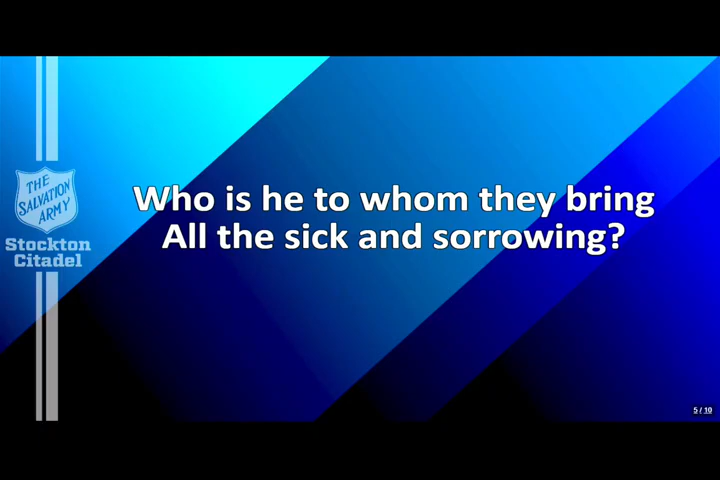 THE
SALVATION
ARMY
Stockton
Citadel
Who is he to whom they bring
All the sick and sorrowing?
5 / 10